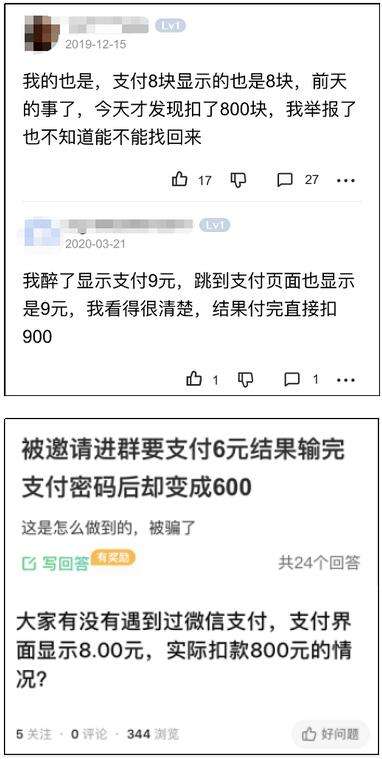 Lv1
2019-12-15
我的也是，支付8块显示的也是8块，前天
的事了，今天才发现扣了800块，我举报了
也不知道能不能找回来
17 27
Lv1
2020-03-21
我醉了显示支付9元，跳到支付页面也显示
是9元，我看得很清楚，结果付完直接扣
900
1 1
被邀请进群要支付6元结果输完
支付密码后却变成600
这是怎么做到的，被骗了
写回答 有奖励 共24个回答
大家有没有遇到过微信支付，支付界
面显示8.00元，实际扣款800元的情
况?
5 关注 · 0 评论 · 344 浏览 好问题